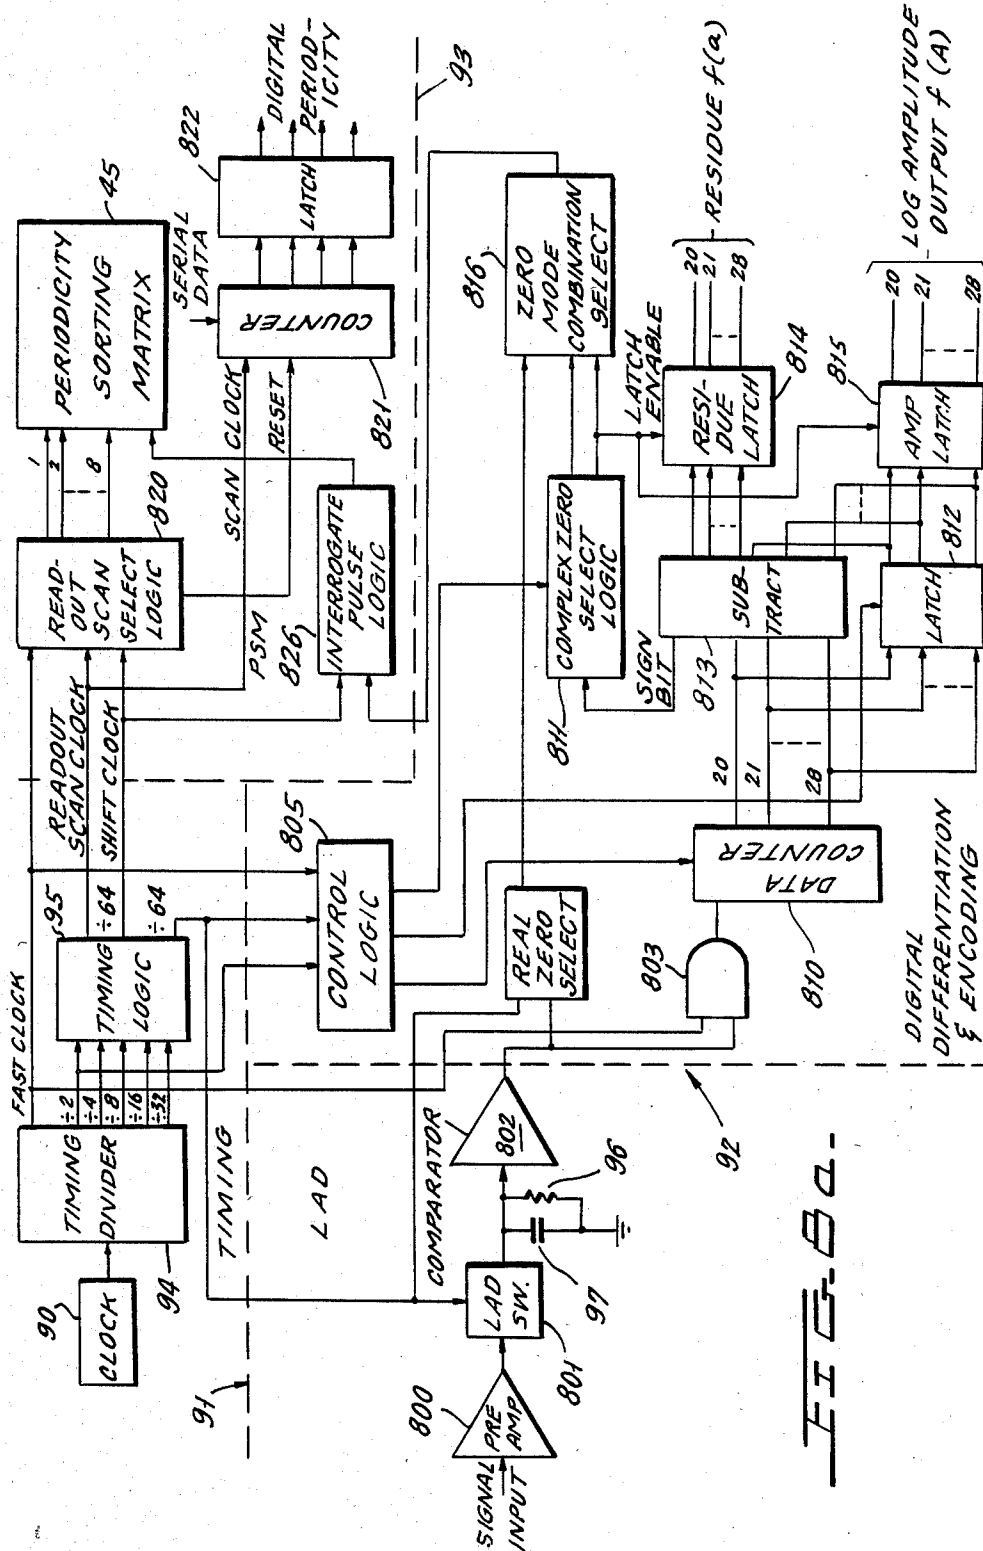 90
CLOCK
TIMING
DIVIDER
94
FAST CLOCK
÷2
÷4
÷8
÷16
÷32
95
TIMING
LOGIC
÷64
÷64
READOUT
SCAN CLOCK
SHIFT CLOCK
READ-
OUT
SCAN
SELECT
LOGIC
820
1
2
8
PERIODICITY
SORTING
MATRIX
45
SCAN CLOCK
RESET
SERIAL
DATA
COUNTER
821
LATCH
822
DIGITAL
PERIOD-
ICITY
PSM
826
INTERROGATE
PULSE
LOGIC
93
91
TIMING
LAD
805
CONTROL
LOGIC
SIGNAL
INPUT
800
PRE
AMP
LAD
SW.
801
97
96
COMPARATOR
802
92
REAL
ZERO
SELECT
803
DATA
COUNTER
810
20
21
28
811
COMPLEX ZERO
SELECT
LOGIC
SIGN
BIT
813
SUB-
TRACT
LATCH
812
816
ZERO
MODE
COMBINATION
SELECT
LATCH
ENABLE
RESI-
DUE
LATCH
814
20
21
28
RESIDUE f(a)
815
AMP
LATCH
20
21
28
LOG AMPLITUDE
OUTPUT f (A)
DIGITAL
DIFFERENTIATION
& ENCODING
FIG. 8a.